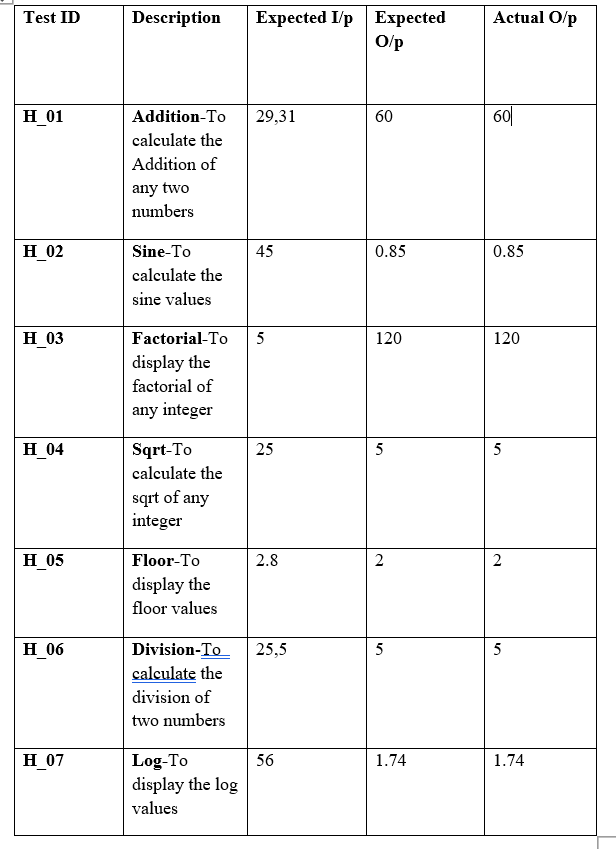 Test ID Description Expected I/p Expected Actual O/p
O/p
H_01 Addition-To 29,31 60 60
calculate the
Addition of
any two
numbers
H_02 Sine-To 45 0.85 0.85
calculate the
sine values
H_03 Factorial-To 5 120 120
display the
factorial of
any integer
H_04 Sqrt-To 25 5 5
calculate the
sqrt of any
integer
H_05 Floor-To 2.8 2 2
display the
floor values
H_06 Division-To 25,5 5 5
calculate the
division of
two numbers
H_07 Log-To 56 1.74 1.74
display the log
values